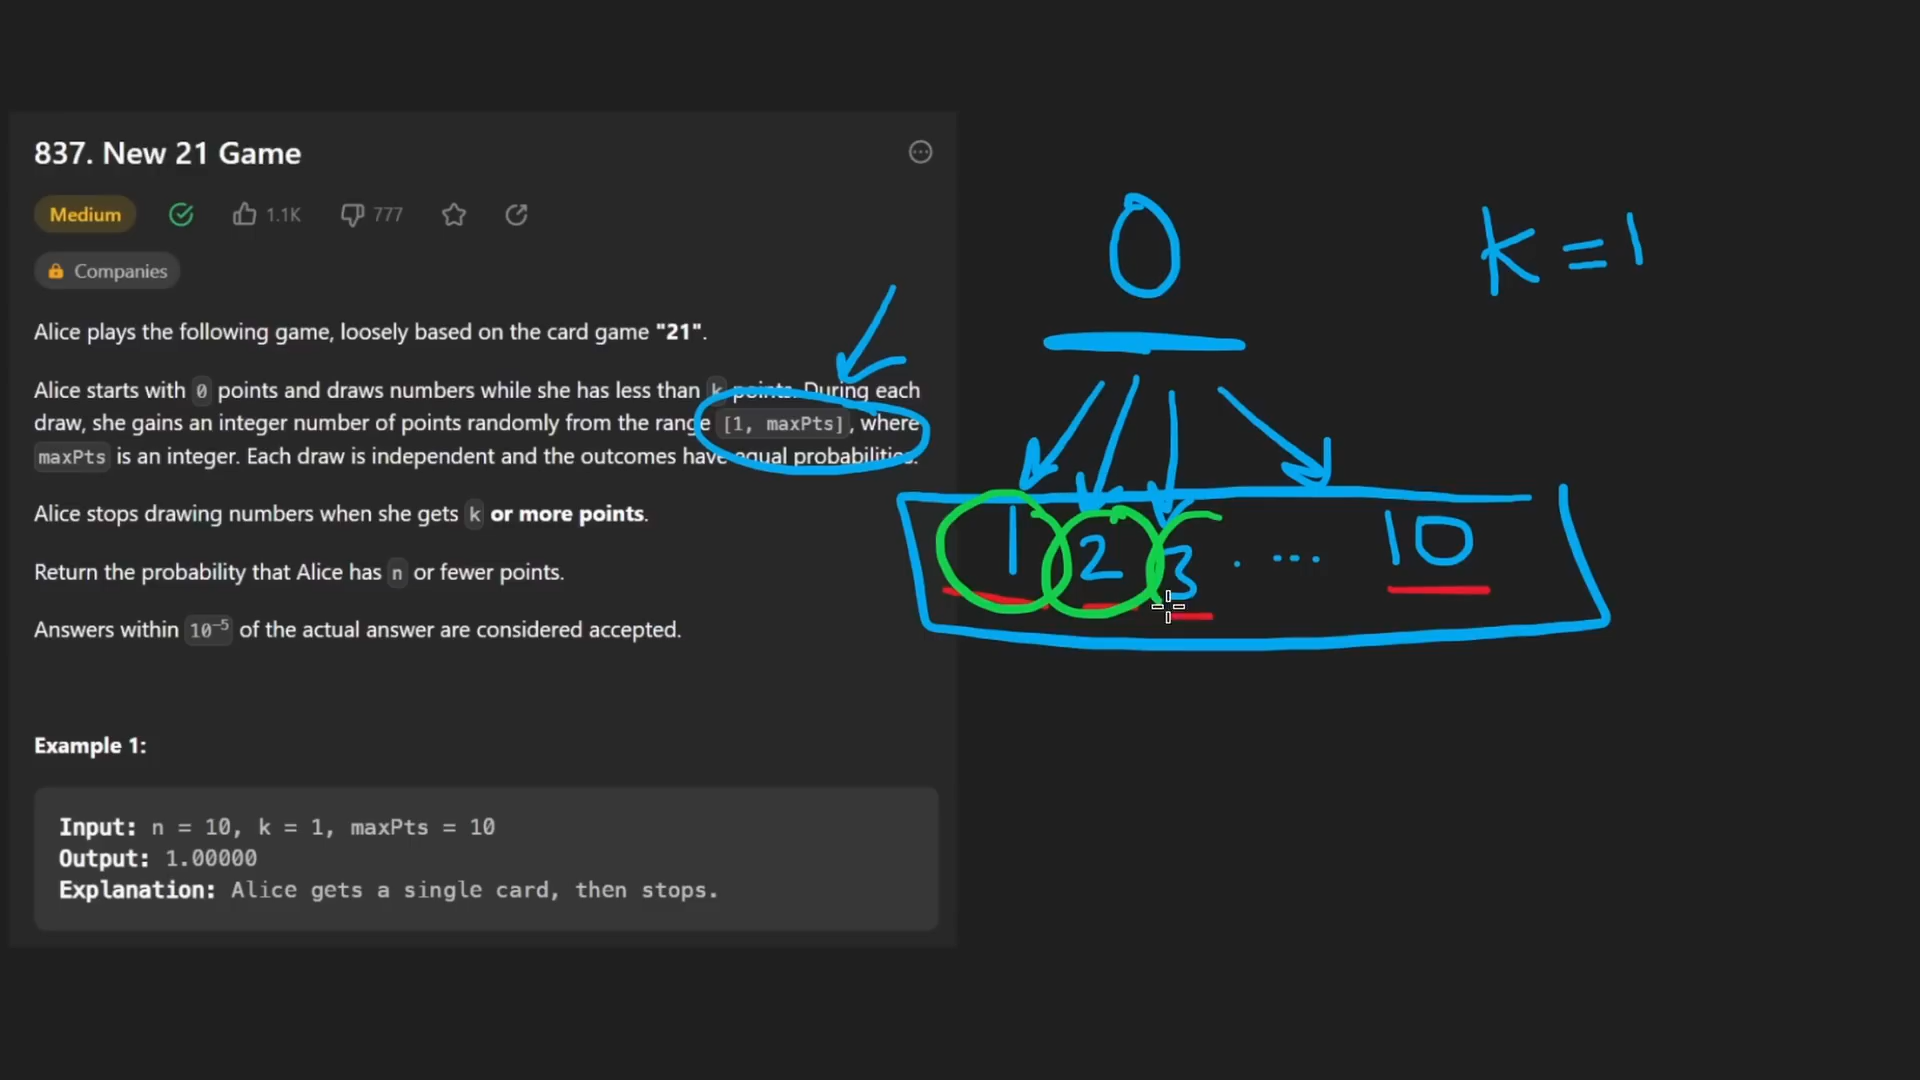 837. New 21 Game
Medium 1.1K 777
Companies
Alice plays the following game, loosely based on the card game "21".
Alice starts with 0 points and draws numbers while she has less than k points. During each
draw, she gains an integer number of points randomly from the range [1, maxPts], where
maxPts is an integer. Each draw is independent and the outcomes have equal probabilities.
Alice stops drawing numbers when she gets k or more points.
Return the probability that Alice has n or fewer points.
Answers within 10⁻⁵ of the actual answer are considered accepted.
Example 1:
Input: n = 10, k = 1, maxPts = 10
Output: 1.00000
Explanation: Alice gets a single card, then stops.
0
k = 1
1 2 3 . ... 10